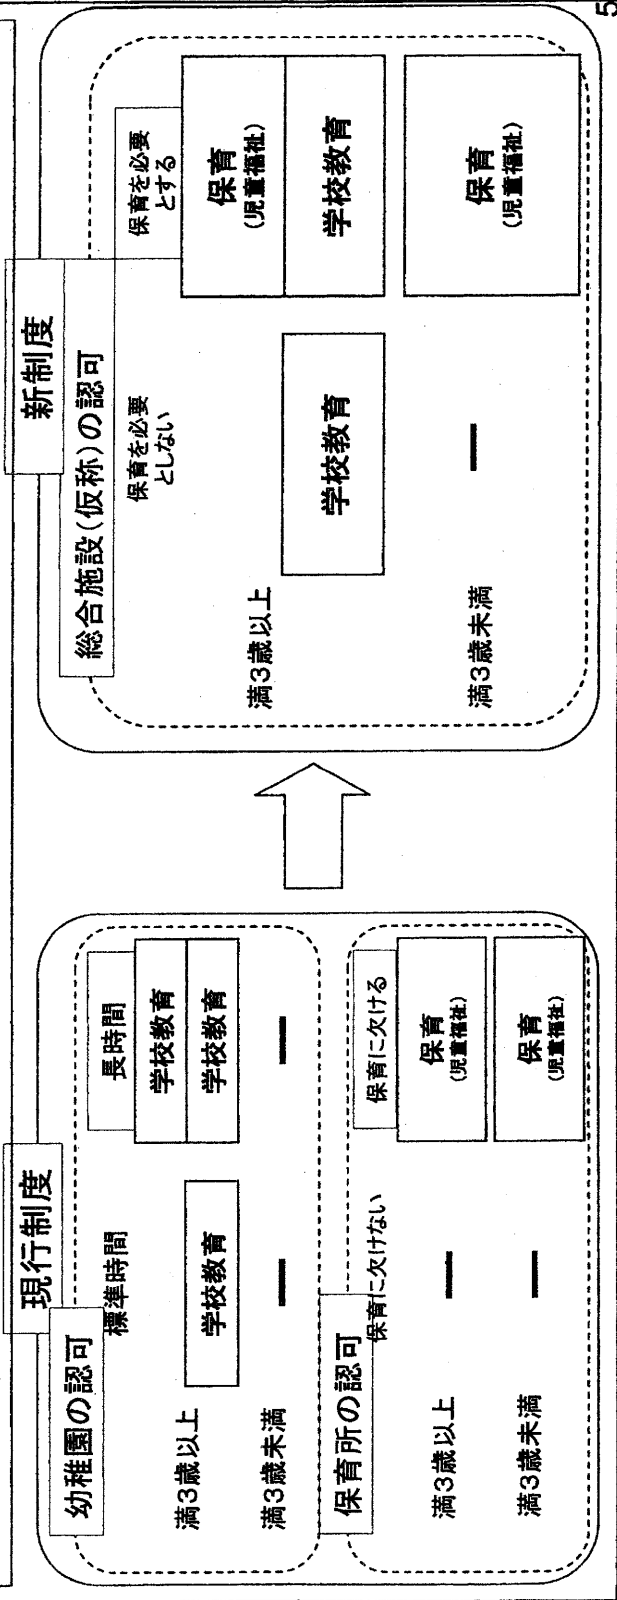 現行制度
幼稚園の認可
標準時間
長時間
満3歳以上
学校教育
学校教育
学校教育
満3歳未満
ー
ー
保育所の認可
保育に欠けない
保育に欠ける
満3歳以上
ー
保育
(児童福祉)
満3歳未満
ー
保育
(児童福祉)
新制度
総合施設(仮称)の認可
保育を必要
としない
保育を必要
とする
満3歳以上
学校教育
保育
(児童福祉)
学校教育
満3歳未満
ー
保育
(児童福祉)
5